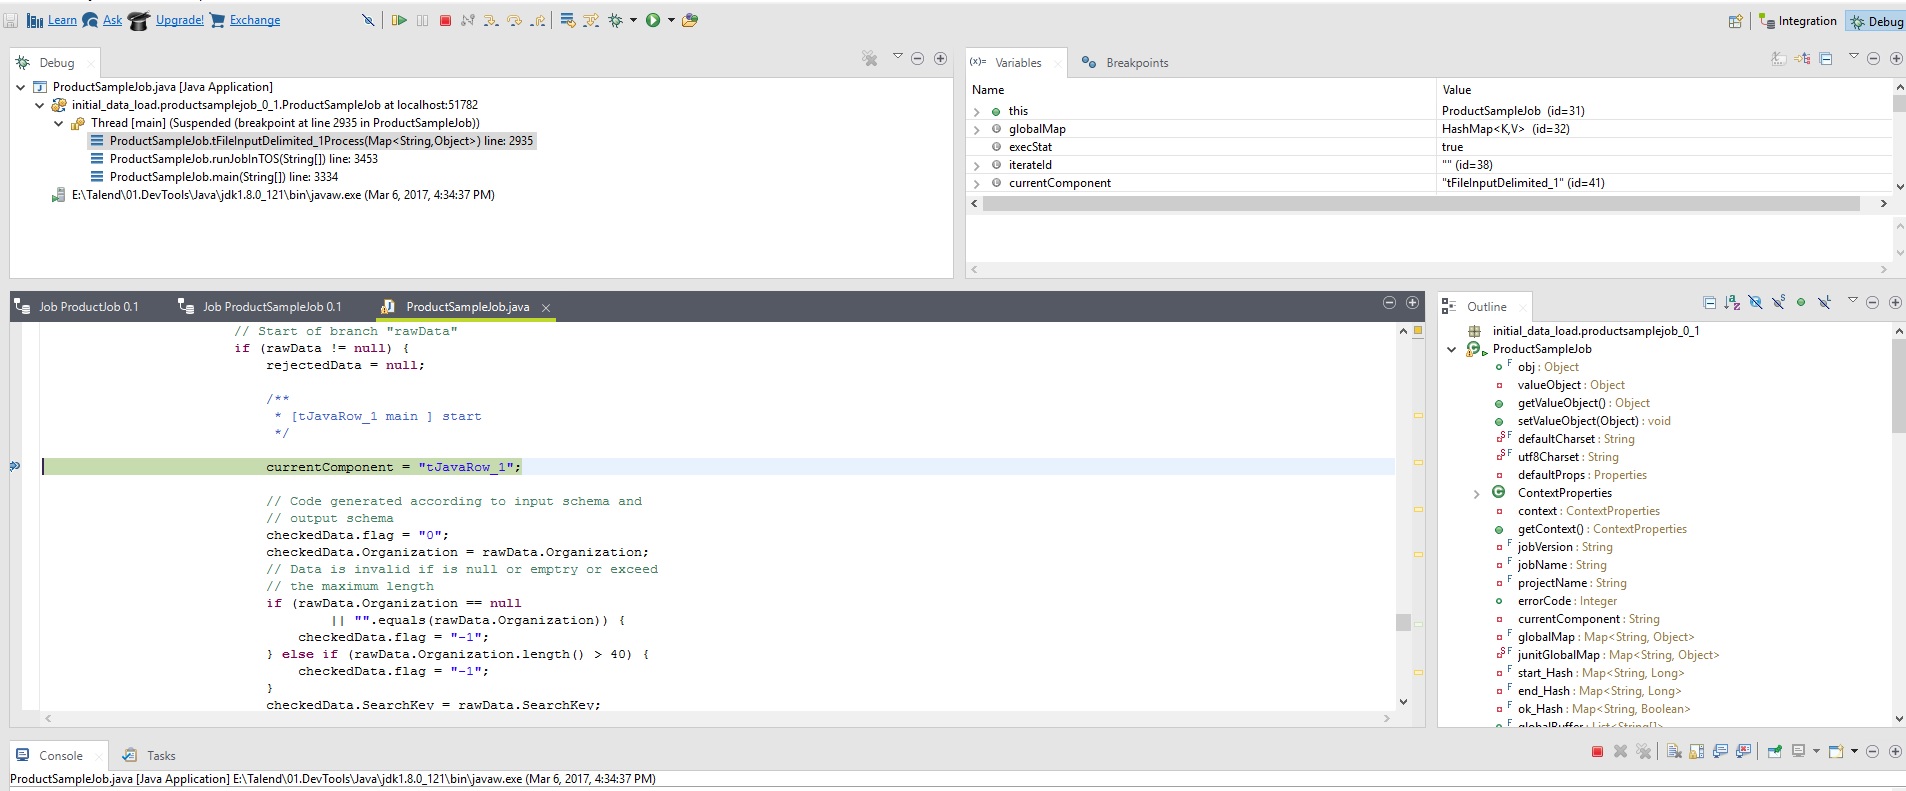 Learn Ask Upgrade! Exchange Integration Debug
Debug
ProductSampleJob.java [Java Application]
initial_data_load.productsamplejob_0_1.ProductSampleJob at localhost:51782
Thread [main] (Suspended (breakpoint at line 2935 in ProductSampleJob))
ProductSampleJob.tFileInputDelimited_1Process(Map<String,Object>) line: 2935
ProductSampleJob.runJobInTOS(String[]) line: 3453
ProductSampleJob.main(String[]) line: 3334
E:\Talend\01.DevTools\Java\jdk1.8.0_121\bin\javaw.exe (Mar 6, 2017, 4:34:37 PM)
(x)= Variables Breakpoints
Name Value
this ProductSampleJob (id=31)
globalMap HashMap<K,V> (id=32)
execStat true
iterateId "" (id=38)
currentComponent "tFileInputDelimited_1" (id=41)
Job ProductJob 0.1 Job ProductSampleJob 0.1 ProductSampleJob.java
// Start of branch "rawData"
if (rawData != null) {
rejectedData = null;
/**
* [tJavaRow_1 main ] start
*/
currentComponent = "tJavaRow_1";
// Code generated according to input schema and
// output schema
checkedData.flag = "0";
checkedData.Organization = rawData.Organization;
// Data is invalid if is null or emptry or exceed
// the maximum length
if (rawData.Organization == null
|| "".equals(rawData.Organization)) {
checkedData.flag = "-1";
} else if (rawData.Organization.length() > 40) {
checkedData.flag = "-1";
}
checkedData.SearchKey = rawData.SearchKey;
Outline
initial_data_load.productsamplejob_0_1
ProductSampleJob
obj : Object
valueObject : Object
getValueObject() : Object
setValueObject(Object) : void
defaultCharset : String
utf8Charset : String
defaultProps : Properties
ContextProperties
context : ContextProperties
getContext() : ContextProperties
jobVersion : String
jobName : String
projectName : String
errorCode : Integer
currentComponent : String
globalMap : Map<String, Object>
junitGlobalMap : Map<String, Object>
start_Hash : Map<String, Long>
end_Hash : Map<String, Long>
ok_Hash : Map<String, Boolean>
globalBuffer : List<String[]>
Console Tasks
ProductSampleJob.java [Java Application] E:\Talend\01.DevTools\Java\jdk1.8.0_121\bin\javaw.exe (Mar 6, 2017, 4:34:37 PM)